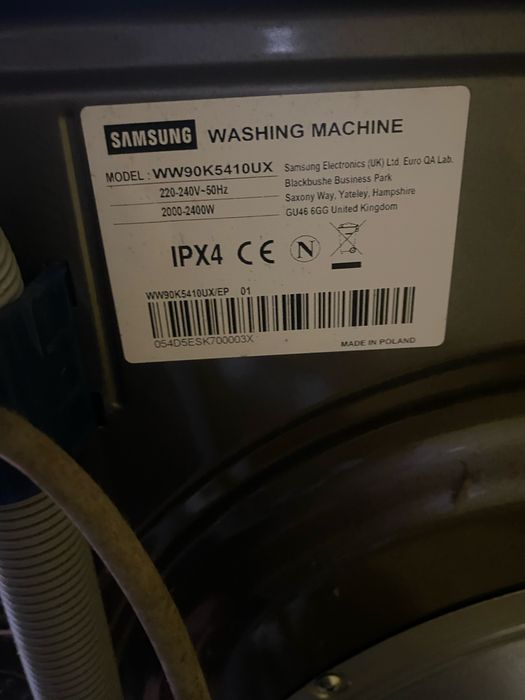 SAMSUNG WASHING MACHINE
MODEL : WW90K5410UX
220-240V~50Hz
2000-2400W
Samsung Electronics (UK) Ltd. Euro QA Lab.
Blackbushe Business Park
Saxony Way, Yateley, Hampshire
GU46 6GG United Kingdom
IPX4 CE N
WW90K5410UX/EP 01
054D5ESK700003X
MADE IN POLAND